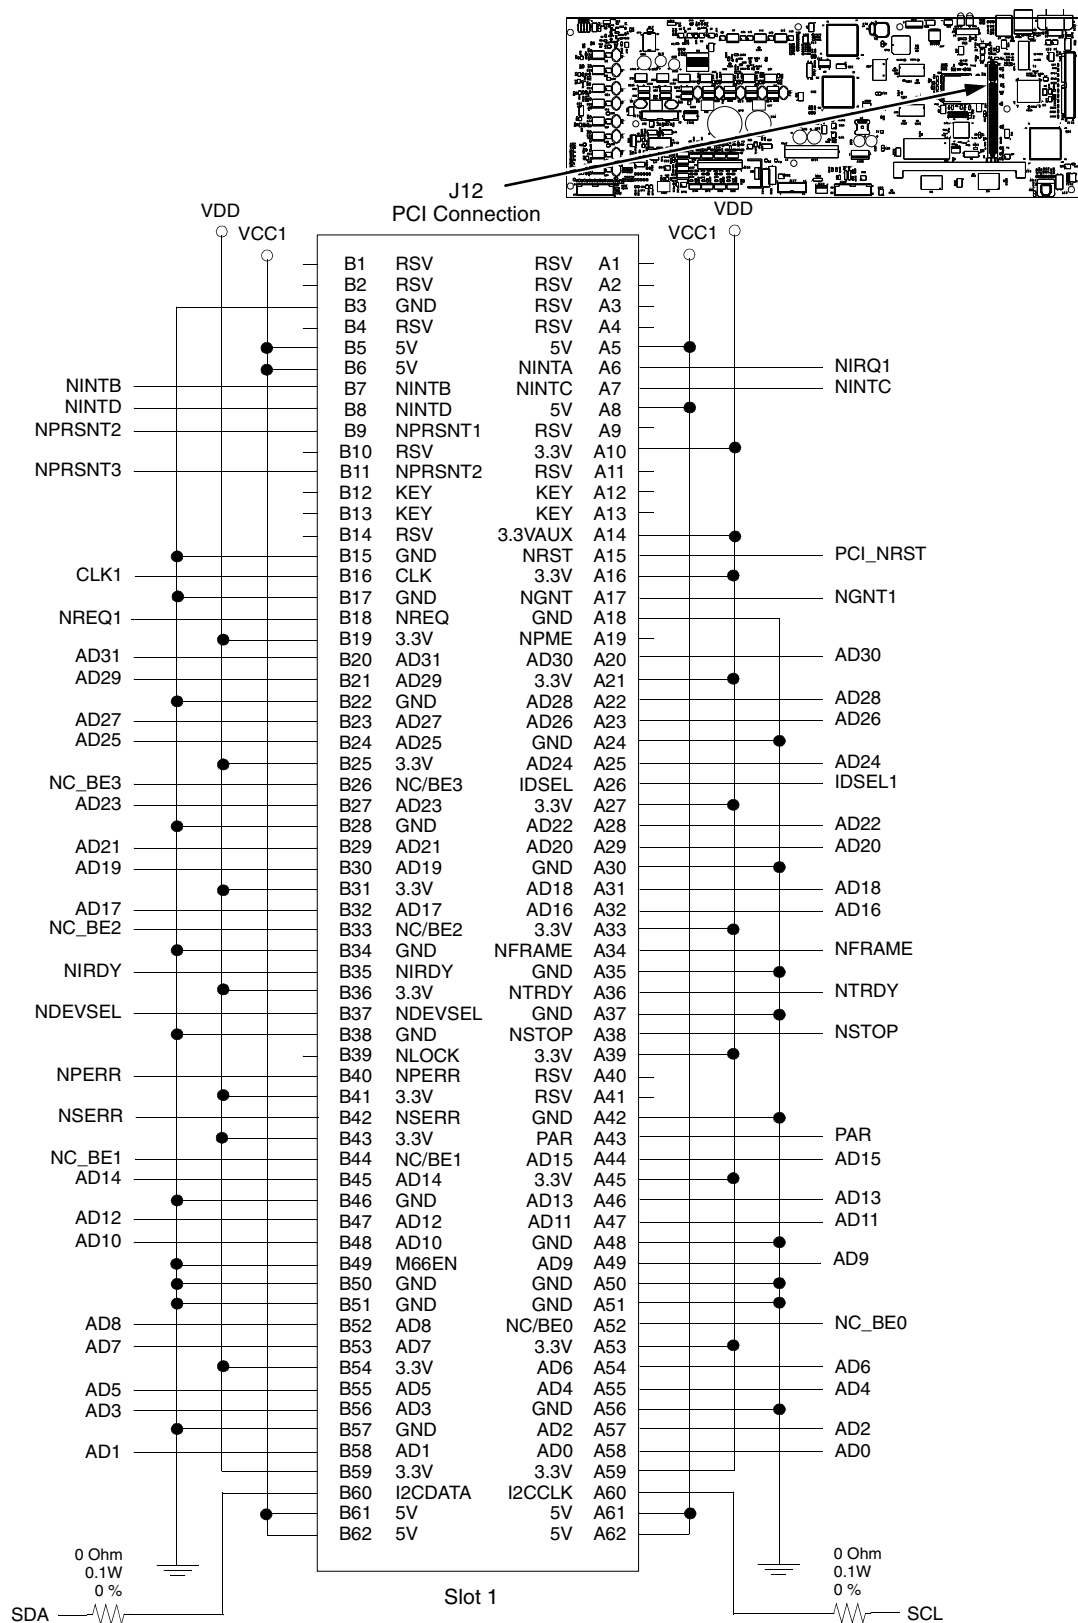 J12
PCI Connection
VDD VDD
VCC1 VCC1
B1 RSV RSV A1
B2 RSV RSV A2
B3 GND RSV A3
B4 RSV RSV A4
B5 5V 5V A5
B6 5V NINTA A6 NIRQ1
NINTB B7 NINTB NINTC A7 NINTC
NINTD B8 NINTD 5V A8
NPRSNT2 B9 NPRSNT1 RSV A9
B10 RSV 3.3V A10
NPRSNT3 B11 NPRSNT2 RSV A11
B12 KEY KEY A12
B13 KEY KEY A13
B14 RSV 3.3VAUX A14
B15 GND NRST A15 PCI_NRST
CLK1 B16 CLK 3.3V A16
B17 GND NGNT A17 NGNT1
NREQ1 B18 NREQ GND A18
B19 3.3V NPME A19
AD31 B20 AD31 AD30 A20 AD30
AD29 B21 AD29 3.3V A21
B22 GND AD28 A22 AD28
AD27 B23 AD27 AD26 A23 AD26
AD25 B24 AD25 GND A24
B25 3.3V AD24 A25 AD24
NC_BE3 B26 NC/BE3 IDSEL A26 IDSEL1
AD23 B27 AD23 3.3V A27
B28 GND AD22 A28 AD22
AD21 B29 AD21 AD20 A29 AD20
AD19 B30 AD19 GND A30
B31 3.3V AD18 A31 AD18
AD17 B32 AD17 AD16 A32 AD16
NC_BE2 B33 NC/BE2 3.3V A33
B34 GND NFRAME A34 NFRAME
NIRDY B35 NIRDY GND A35
B36 3.3V NTRDY A36 NTRDY
NDEVSEL B37 NDEVSEL GND A37
B38 GND NSTOP A38 NSTOP
B39 NLOCK 3.3V A39
NPERR B40 NPERR RSV A40
B41 3.3V RSV A41
NSERR B42 NSERR GND A42
B43 3.3V PAR A43 PAR
NC_BE1 B44 NC/BE1 AD15 A44 AD15
AD14 B45 AD14 3.3V A45
B46 GND AD13 A46 AD13
AD12 B47 AD12 AD11 A47 AD11
AD10 B48 AD10 GND A48
B49 M66EN AD9 A49 AD9
B50 GND GND A50
B51 GND GND A51
AD8 B52 AD8 NC/BE0 A52 NC_BE0
AD7 B53 AD7 3.3V A53
B54 3.3V AD6 A54 AD6
AD5 B55 AD5 AD4 A55 AD4
AD3 B56 AD3 GND A56
B57 GND AD2 A57 AD2
AD1 B58 AD1 AD0 A58 AD0
B59 3.3V 3.3V A59
B60 I2CDATA I2CCLK A60
B61 5V 5V A61
B62 5V 5V A62
0 Ohm 0 Ohm
0.1W 0.1W
0 % 0 %
Slot 1
SDA SCL